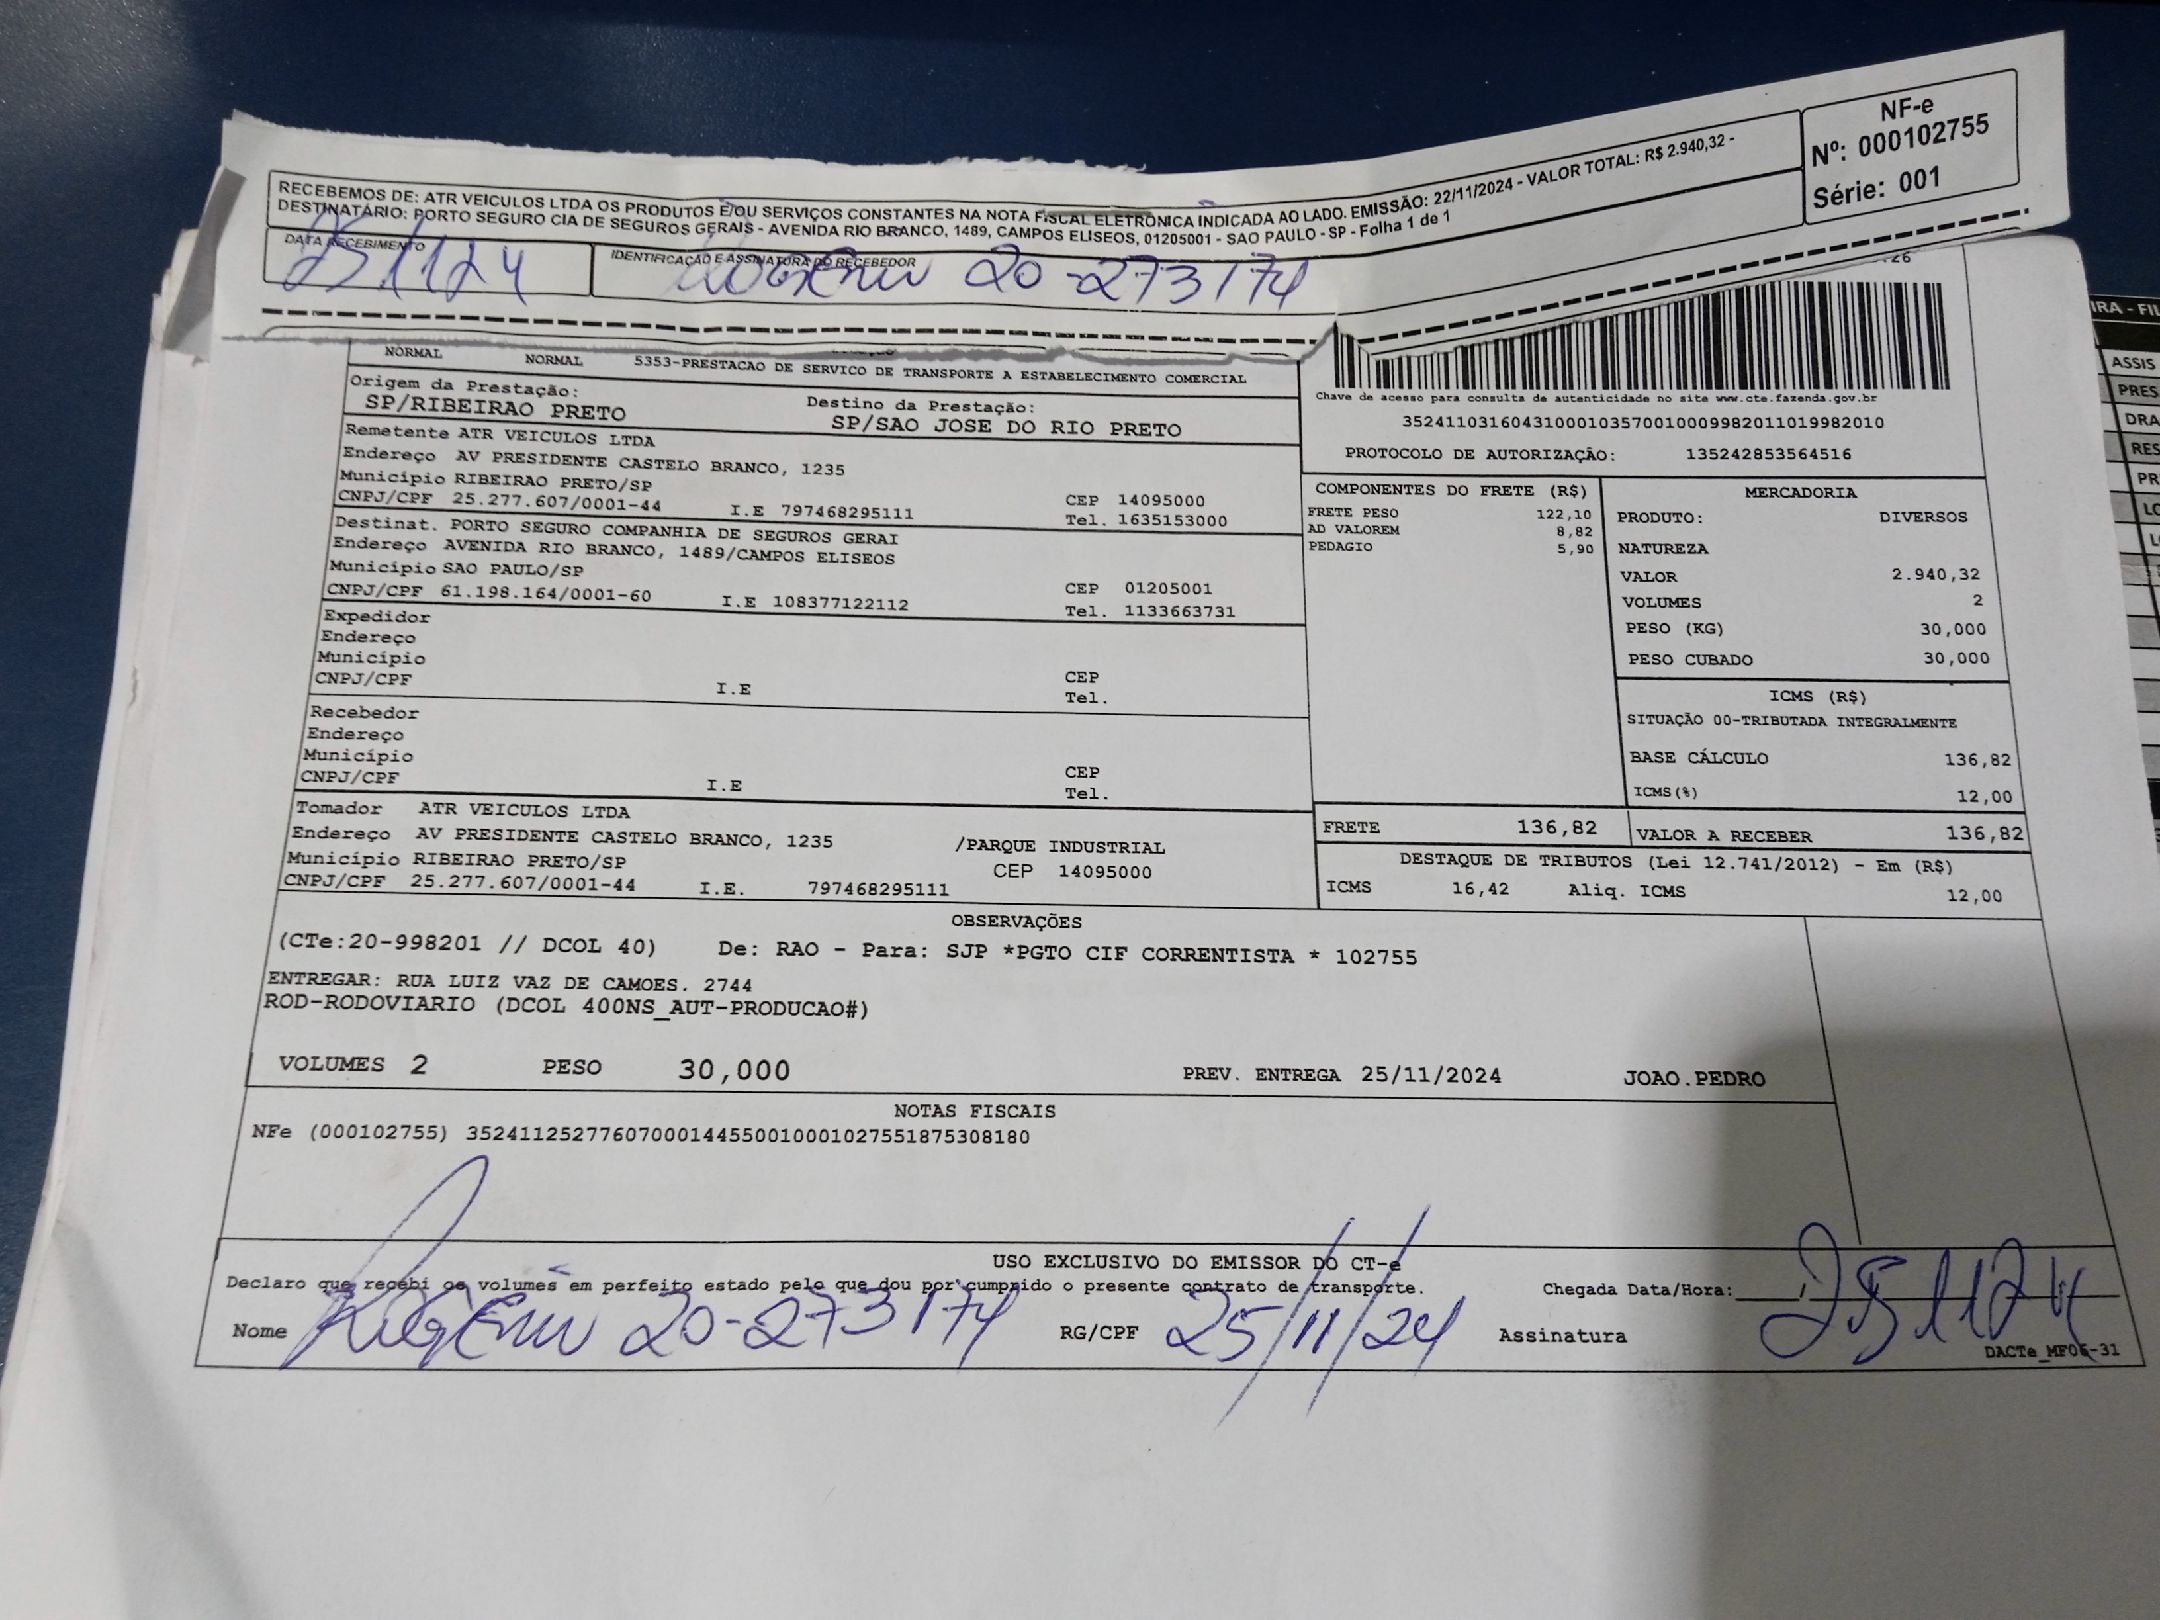 RECEBEMOS DE: ATR VEICULOS LTDA OS PRODUTOS E/OU SERVIÇOS CONSTANTES NA NOTA FISCAL ELETRÔNICA INDICADA AO LADO. EMISSÃO: 22/11/2024 - VALOR TOTAL: R$ 2.940,32 -
DESTINATÁRIO: PORTO SEGURO CIA DE SEGUROS GERAIS - AVENIDA RIO BRANCO, 1489, CAMPOS ELISEOS, 01205001 - SAO PAULO - SP - Folha 1 de 1
NF-e
Nº: 000102755
Série: 001
DATA RECEBIMENTO
25/11/24
IDENTIFICAÇÃO E ASSINATURA DO RECEBEDOR
20-273174
NORMAL NORMAL 5353-PRESTACAO DE SERVICO DE TRANSPORTE A ESTABELECIMENTO COMERCIAL
Origem da Prestação: Destino da Prestação:
SP/RIBEIRAO PRETO SP/SAO JOSE DO RIO PRETO
Remetente ATR VEICULOS LTDA
Endereço AV PRESIDENTE CASTELO BRANCO, 1235
Município RIBEIRAO PRETO/SP CEP 14095000
CNPJ/CPF 25.277.607/0001-44 I.E 797468295111 Tel. 1635153000
Destinat. PORTO SEGURO COMPANHIA DE SEGUROS GERAI
Endereço AVENIDA RIO BRANCO, 1489/CAMPOS ELISEOS
Município SAO PAULO/SP CEP 01205001
CNPJ/CPF 61.198.164/0001-60 I.E 108377122112 Tel. 1133663731
Expedidor
Endereço
Município CEP
CNPJ/CPF I.E Tel.
Recebedor
Endereço
Município CEP
CNPJ/CPF I.E Tel.
Tomador ATR VEICULOS LTDA
Endereço AV PRESIDENTE CASTELO BRANCO, 1235 /PARQUE INDUSTRIAL
Município RIBEIRAO PRETO/SP CEP 14095000
CNPJ/CPF 25.277.607/0001-44 I.E. 797468295111
Chave de acesso para consulta de autenticidade no site www.cte.fazenda.gov.br
35241103160431000103570010009982011019982010
PROTOCOLO DE AUTORIZAÇÃO: 135242853564516
COMPONENTES DO FRETE (R$)
FRETE PESO 122,10
AD VALOREM 8,82
PEDAGIO 5,90
MERCADORIA
PRODUTO: DIVERSOS
NATUREZA
VALOR 2.940,32
VOLUMES 2
PESO (KG) 30,000
PESO CUBADO 30,000
ICMS (R$)
SITUAÇÃO 00-TRIBUTADA INTEGRALMENTE
BASE CÁLCULO 136,82
ICMS(%) 12,00
FRETE 136,82 VALOR A RECEBER 136,82
DESTAQUE DE TRIBUTOS (Lei 12.741/2012) - Em (R$)
ICMS 16,42 Aliq. ICMS 12,00
OBSERVAÇÕES
(CTe:20-998201 // DCOL 40) De: RAO - Para: SJP *PGTO CIF CORRENTISTA * 102755
ENTREGAR: RUA LUIZ VAZ DE CAMOES. 2744
ROD-RODOVIARIO (DCOL 400NS_AUT-PRODUCAO#)
VOLUMES 2 PESO 30,000 PREV. ENTREGA 25/11/2024 JOAO.PEDRO
NOTAS FISCAIS
NFe (000102755) 35241125277607000144550010001027551875308180
USO EXCLUSIVO DO EMISSOR DO CT-e
Declaro que recebi os volumes em perfeito estado pelo que dou por cumprido o presente contrato de transporte. Chegada Data/Hora:
Nome 20-273174 RG/CPF 25/11/24 Assinatura 25/11/24
DACTe_MF06-31
IRA - FIL
ASSIS
PRES
DRA
RES
PR